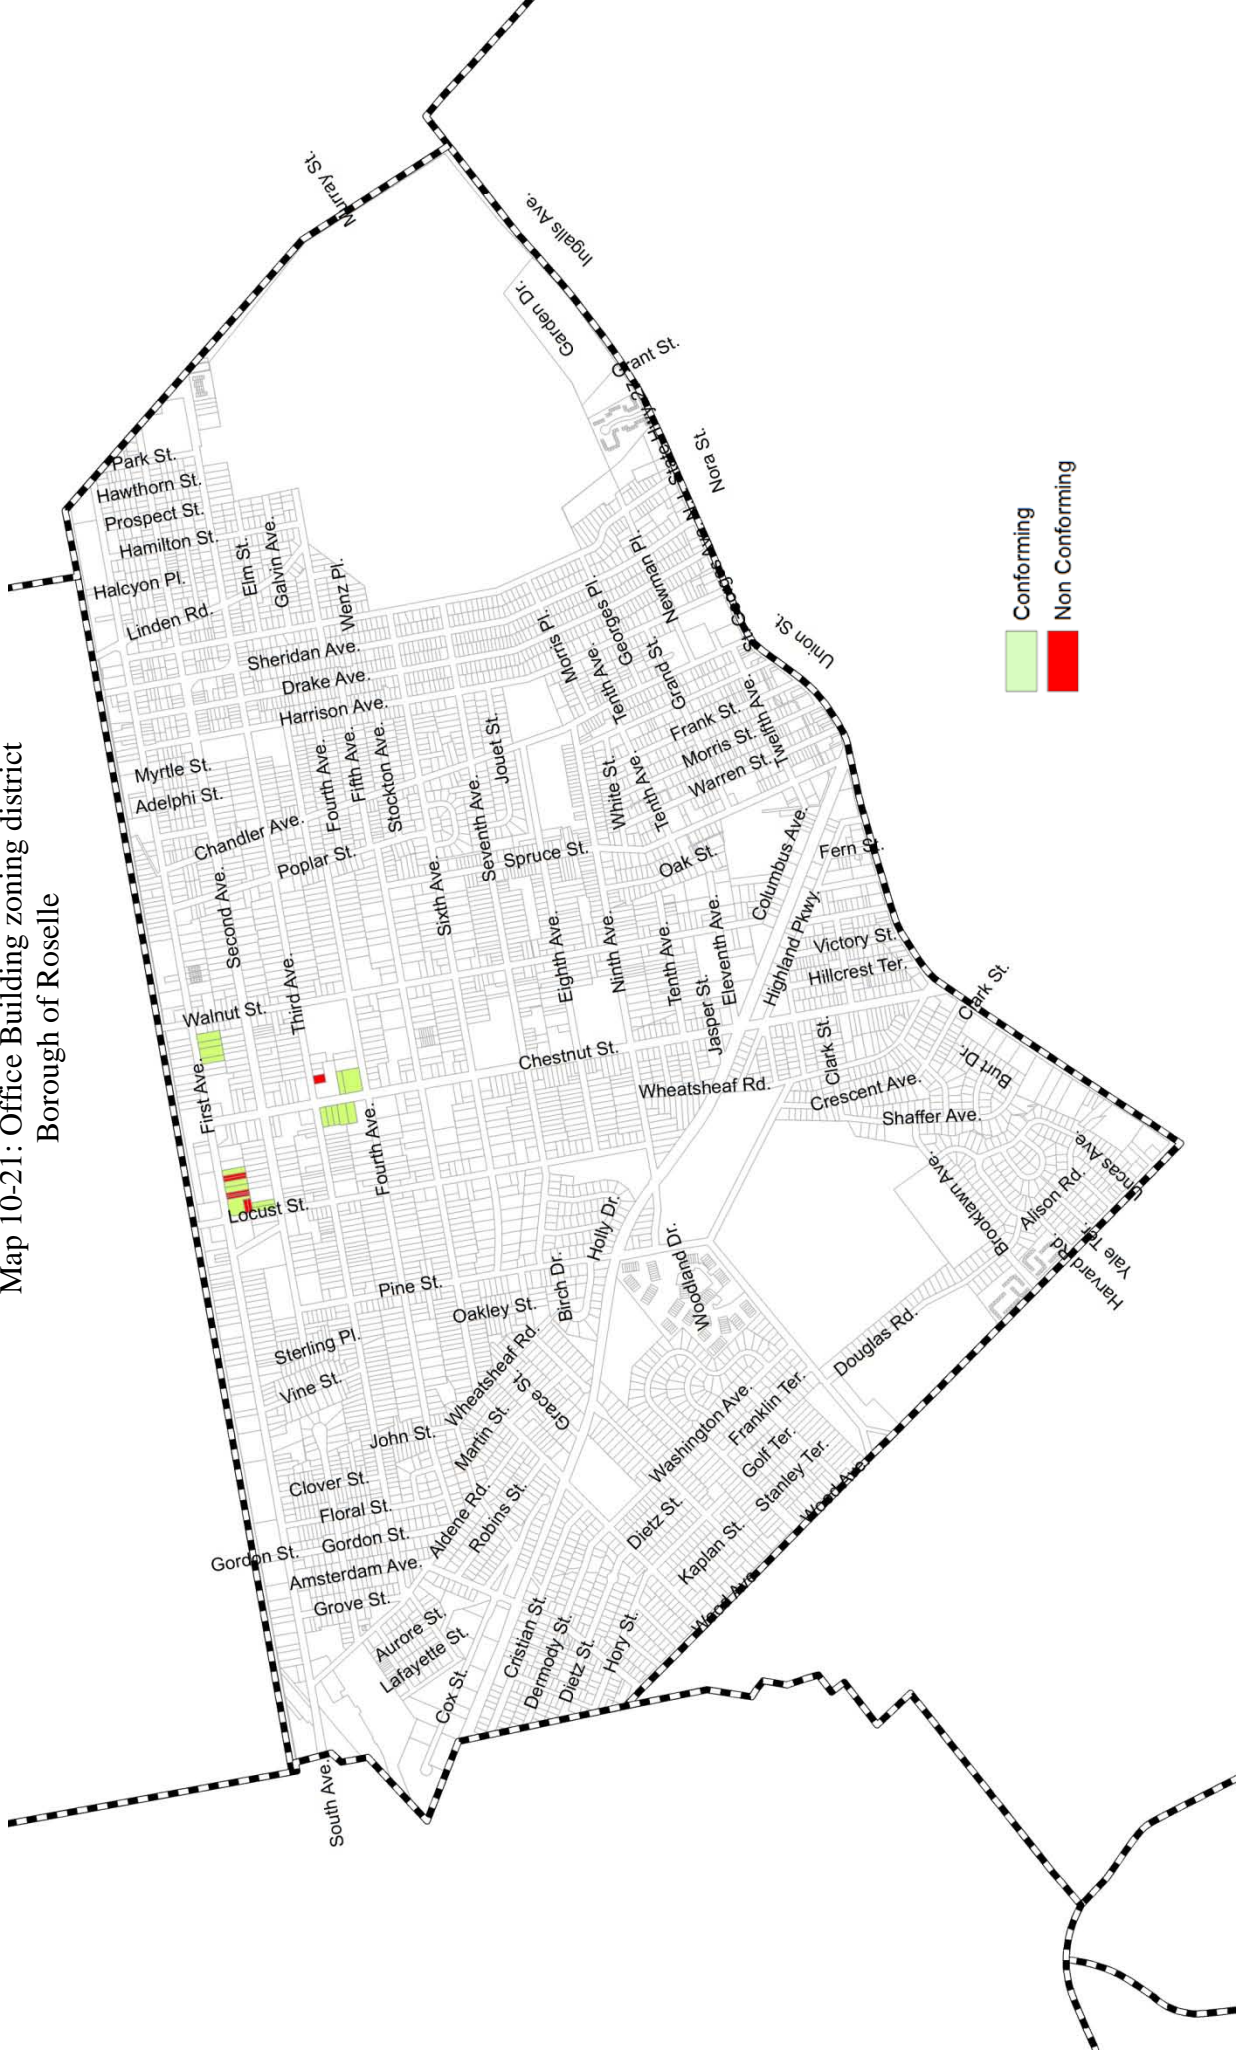 Map 10-21: Office Building zoning district
Borough of Roselle
Murray St.
Ingalls Ave.
Garden Dr.
Grant St.
Nora St.
Park St.
Hawthorn St.
Prospect St.
Hamilton St.
Halcyon Pl.
Linden Rd.
Elm St.
Galvin Ave.
Wenz Pl.
Sheridan Ave.
Drake Ave.
Harrison Ave.
Morris Pl.
Tenth Ave.
Georges Pl.
Newman Pl.
Grand St.
Union St.
Frank St.
Morris St.
Warren St.
Twelfth Ave.
Myrtle St.
Adelphi St.
Chandler Ave.
Poplar St.
Fourth Ave.
Fifth Ave.
Stockton Ave.
Jouet St.
Seventh Ave.
Sixth Ave.
White St.
Tenth Ave.
Spruce St.
Oak St.
Columbus Ave.
Fern St.
Second Ave.
Third Ave.
Walnut St.
First Ave.
Eighth Ave.
Ninth Ave.
Tenth Ave.
Jasper St.
Eleventh Ave.
Highland Pkwy.
Victory St.
Hillcrest Ter.
Clark St.
Clark St.
Chestnut St.
Wheatsheaf Rd.
Crescent Ave.
Burt Dr.
Shaffer Ave.
Fourth Ave.
Locust St.
Pine St.
Holly Dr.
Birch Dr.
Woodland Dr.
Oakley St.
Brooklawn Ave.
Alison Rd.
Uncas Ave.
Yale Ter.
Harvard Rd.
Douglas Rd.
Sterling Pl.
Vine St.
Wheatsheaf Rd.
Grace St.
Martin St.
John St.
Washington Ave.
Franklin Ter.
Golf Ter.
Stanley Ter.
Wood Ave.
Clover St.
Floral St.
Gordon St.
Gordon St.
Aldene Rd.
Robins St.
Dietz St.
Kaplan St.
Wood Ave.
Amsterdam Ave.
Grove St.
Aurore St.
Lafayette St.
Cox St.
Cristian St.
Dermody St.
Dietz St.
Hory St.
South Ave.
St. Georges Ave. N.J. State Hwy 27
Conforming
Non Conforming